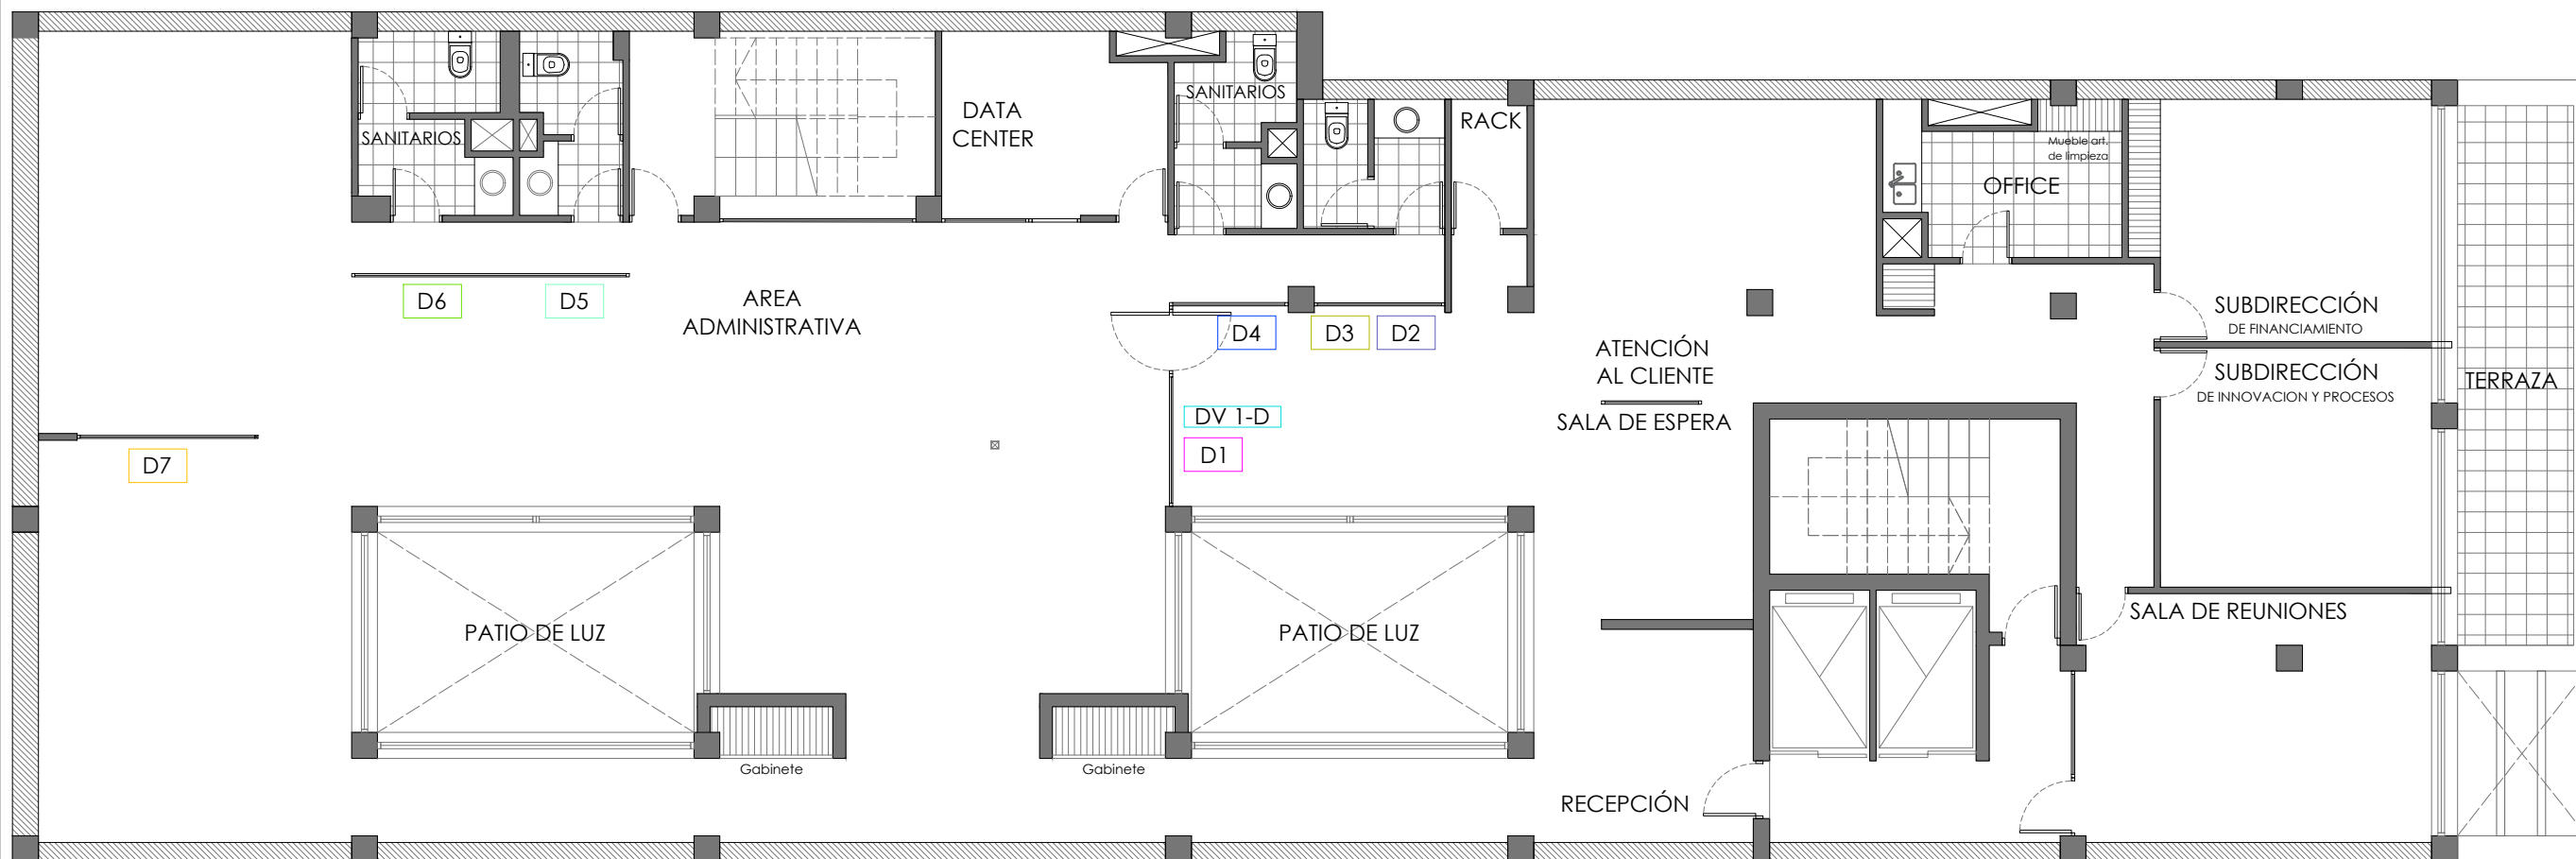 SANITARIOS
DATA
CENTER
SANITARIOS
RACK
Mueble art.
de limpieza
OFFICE
D6
D5
AREA
ADMINISTRATIVA
D4
D3
D2
SUBDIRECCIÓN
DE FINANCIAMIENTO
ATENCIÓN
AL CLIENTE
SALA DE ESPERA
SUBDIRECCIÓN
DE INNOVACION Y PROCESOS
TERRAZA
DV 1-D
D1
D7
PATIO DE LUZ
PATIO DE LUZ
SALA DE REUNIONES
Gabinete
Gabinete
RECEPCIÓN